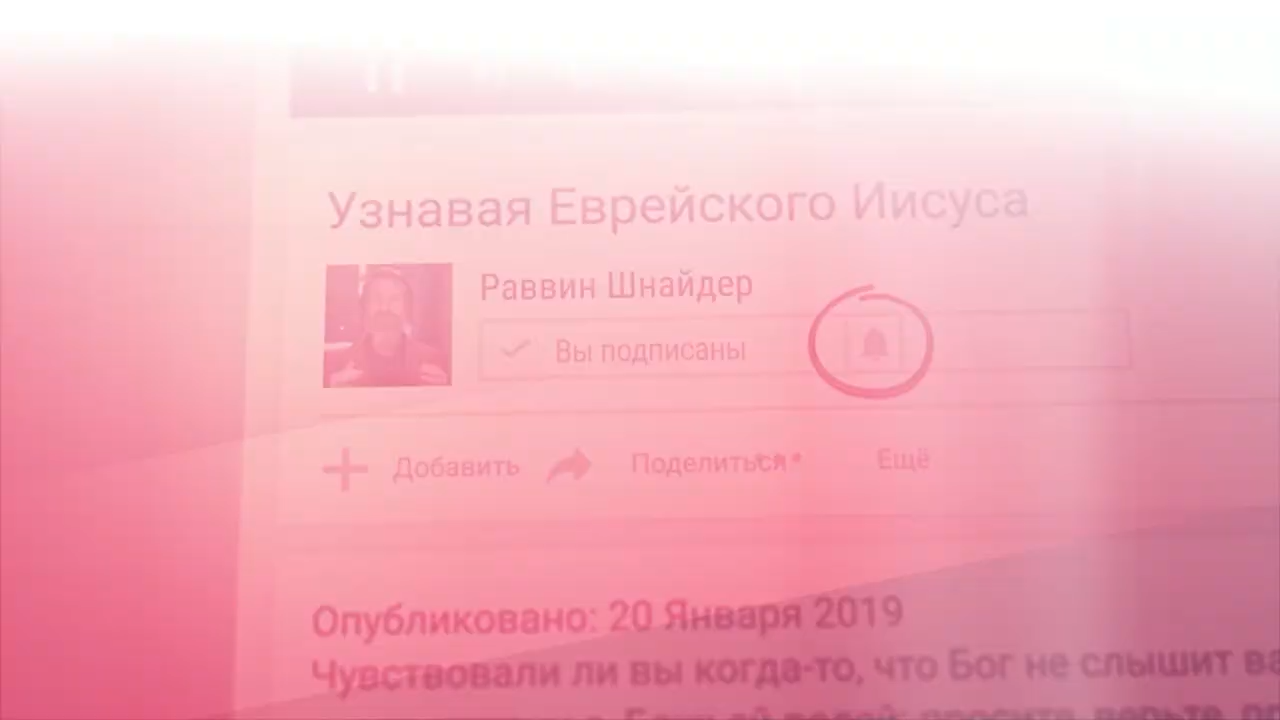 Узнавая Еврейского Иисуса
Раввин Шнайдер
Вы подписаны
Добавить Поделиться Ещё
Опубликовано: 20 Января 2019
Чувствовали ли вы когда-то, что Бог не слышит